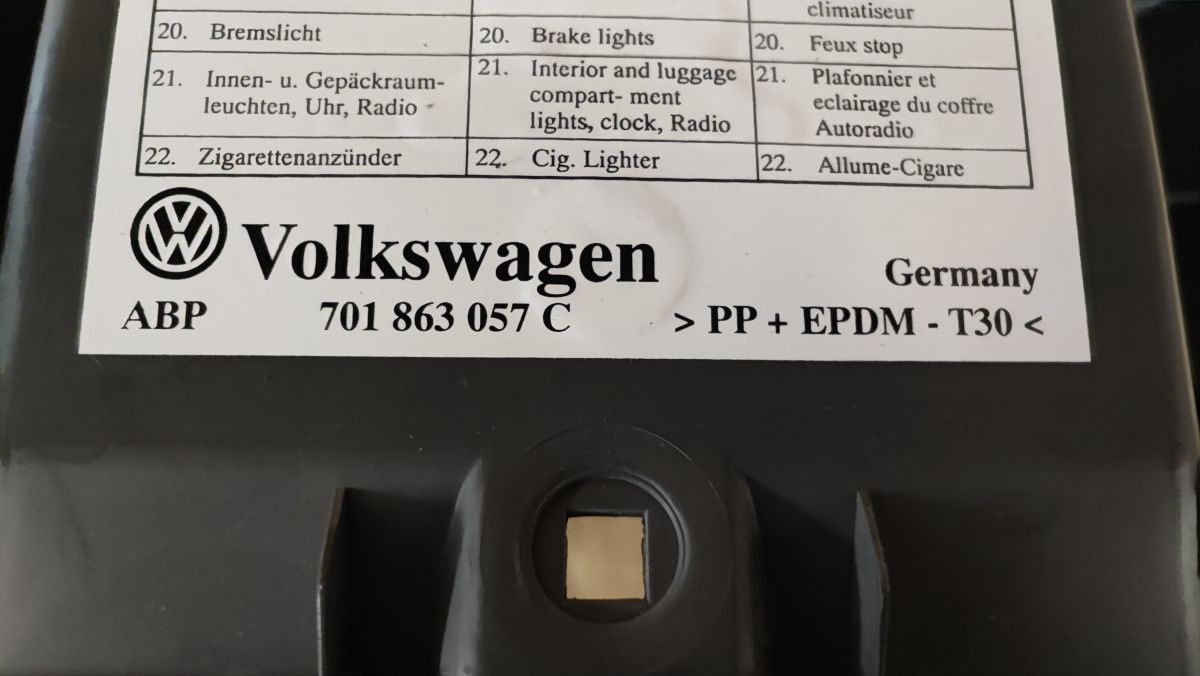 climatiseur
20. Bremslicht
20. Brake lights
20. Feux stop
21. Innen- u. Gepäckraum-
leuchten, Uhr, Radio
21. Interior and luggage
compart- ment
lights, clock, Radio
21. Plafonnier et
eclairage du coffre
Autoradio
22. Zigarettenanzünder
22. Cig. Lighter
22. Allume-Cigare
VW Volkswagen
Germany
ABP 701 863 057 C > PP + EPDM - T30 <